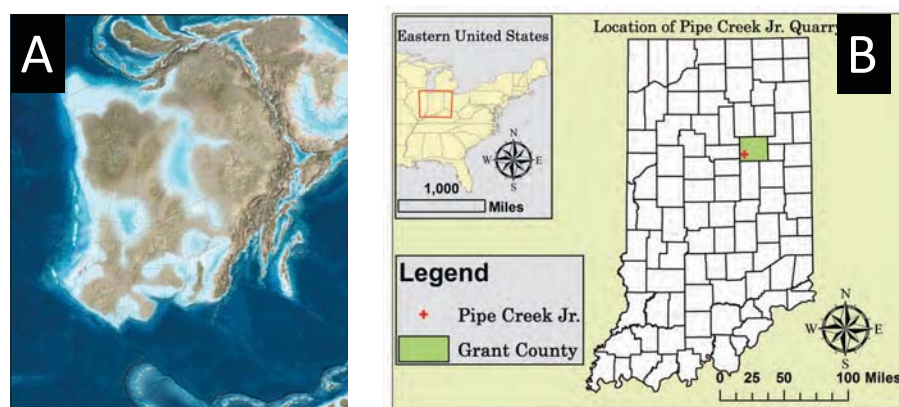 A
B
Eastern United States
N
W E
S
1,000
Miles
Location of Pipe Creek Jr. Quarry
Legend
Pipe Creek Jr.
Grant County
N
W E
S
0 25 50 100 Miles